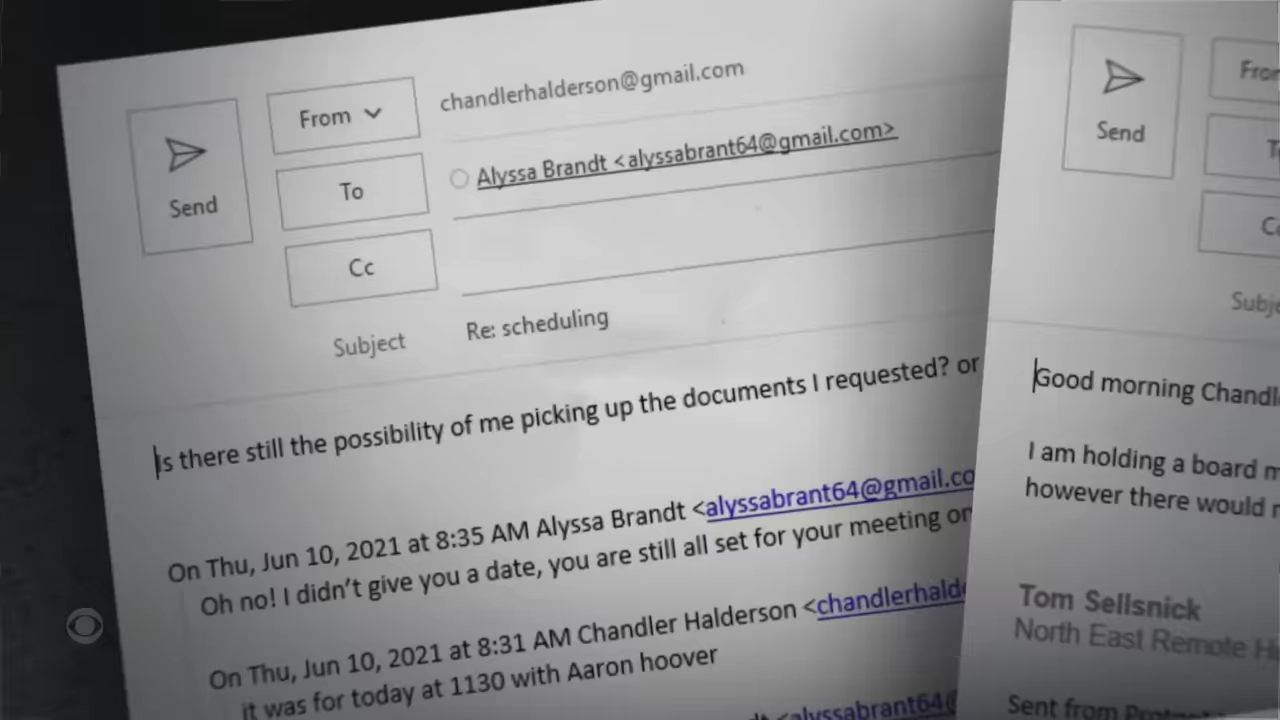 Send
From
chandlerhalderson@gmail.com
To
Alyssa Brandt <alyssabrant64@gmail.com>
Cc
Subject
Re: scheduling
Is there still the possibility of me picking up the documents I requested? or
On Thu, Jun 10, 2021 at 8:35 AM Alyssa Brandt <alyssabrant64@gmail.co
Oh no! I didn't give you a date, you are still all set for your meeting on
On Thu, Jun 10, 2021 at 8:31 AM Chandler Halderson <chandlerhalde
it was for today at 1130 with Aaron hoover
<alyssabrant64@
Send
From
Good morning Chandl
I am holding a board m
however there would
Tom Sellsnick
North East Remote
Sent from